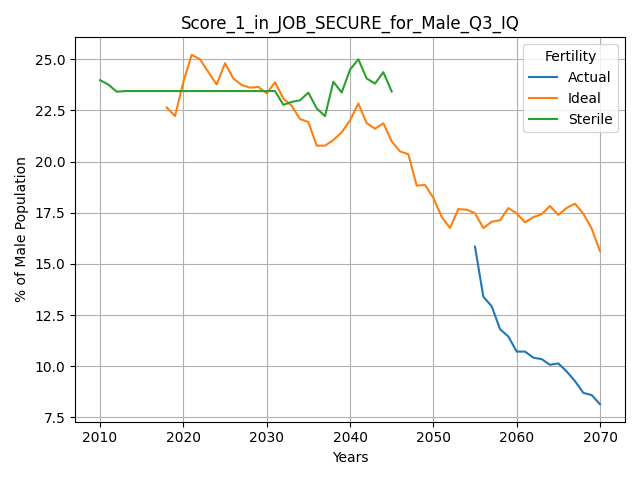 Score_1_in_JOB_SECURE_for_Male_Q3_IQ
Fertility
Actual
Ideal
Sterile
% of Male Population
25.0
22.5
20.0
17.5
15.0
12.5
10.0
7.5
2010 2020 2030 2040 2050 2060 2070
Years